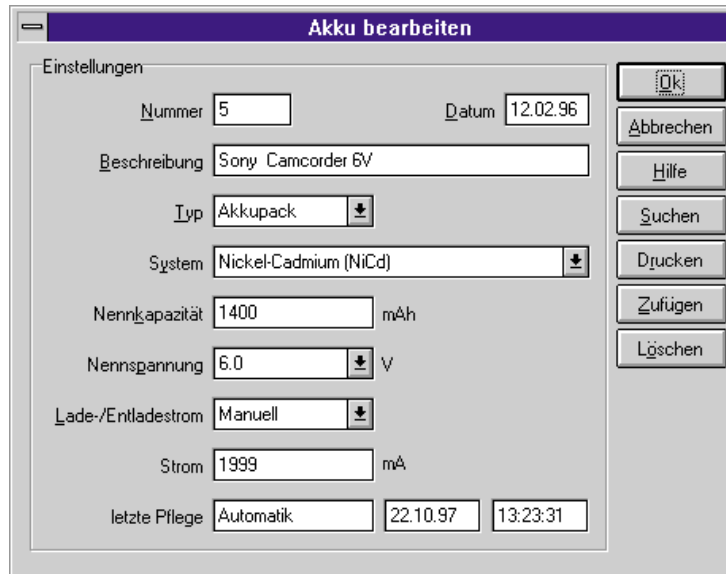 Akku bearbeiten
Einstellungen
Nummer 5 Datum 12.02.96
Beschreibung Sony Camcorder 6V
Typ Akkupack
System Nickel-Cadmium (NiCd)
Nennkapazität 1400 mAh
Nennspannung 6.0 V
Lade-/Entladestrom Manuell
Strom 1999 mA
letzte Pflege Automatik 22.10.97 13:23:31
Ok
Abbrechen
Hilfe
Suchen
Drucken
Zufügen
Löschen